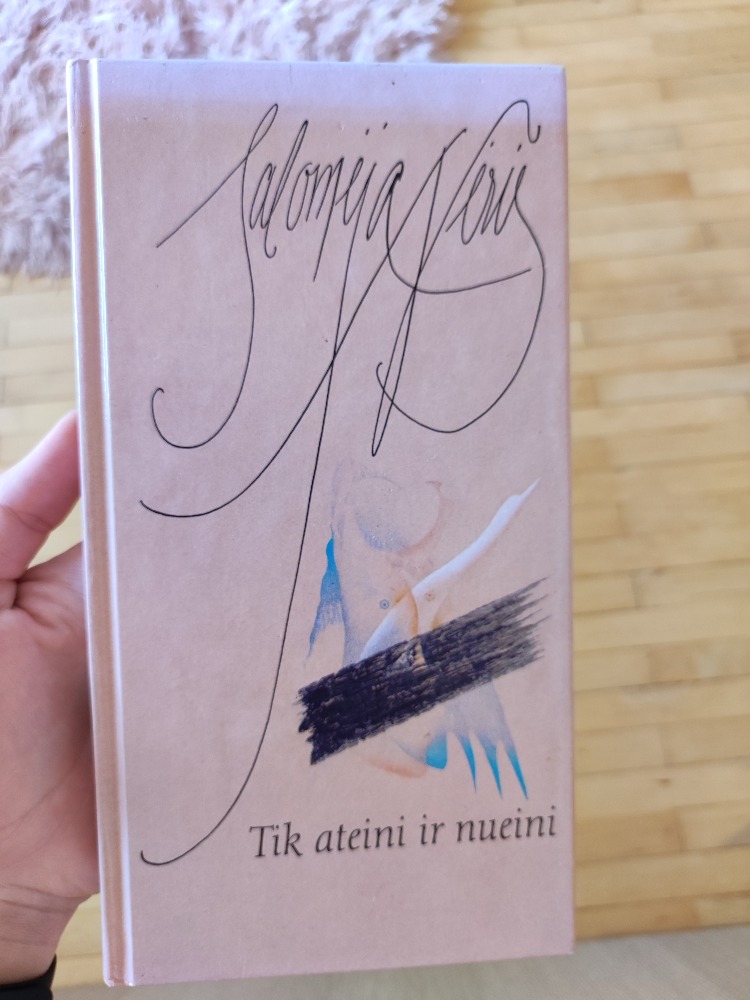 Salomėja Nėris
Tik ateini ir nueini